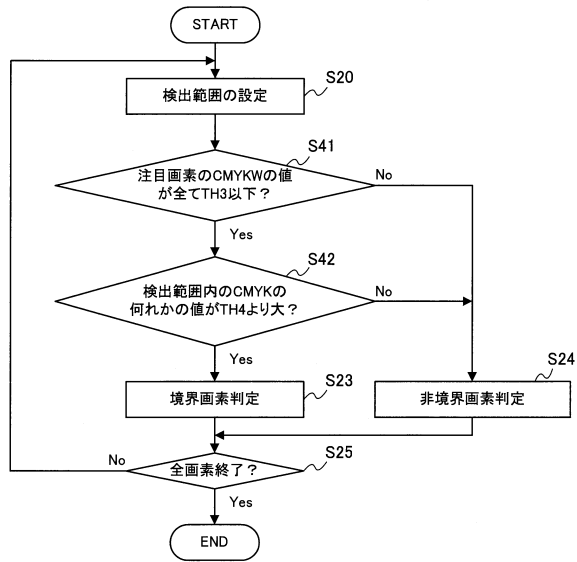 START
S20
検出範囲の設定
S41
注目画素のCMYKWの値
が全てTH3以下？
No
Yes
S42
検出範囲内のCMYKの
何れかの値がTH4より大？
No
Yes
S23
境界画素判定
S24
非境界画素判定
S25
全画素終了？
No
Yes
END